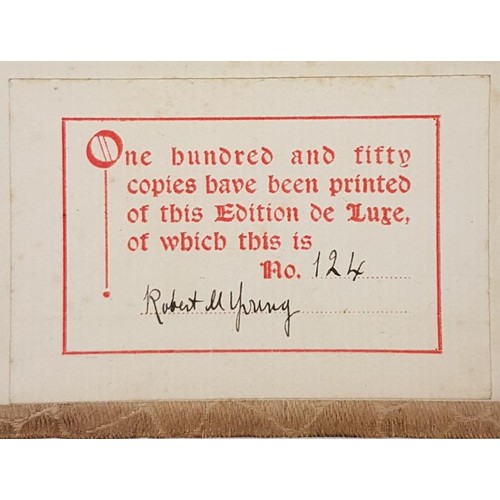 One hundred and fifty
copies have been printed
of this Edition de Luxe,
of which this is
No. 124
Robert M Young